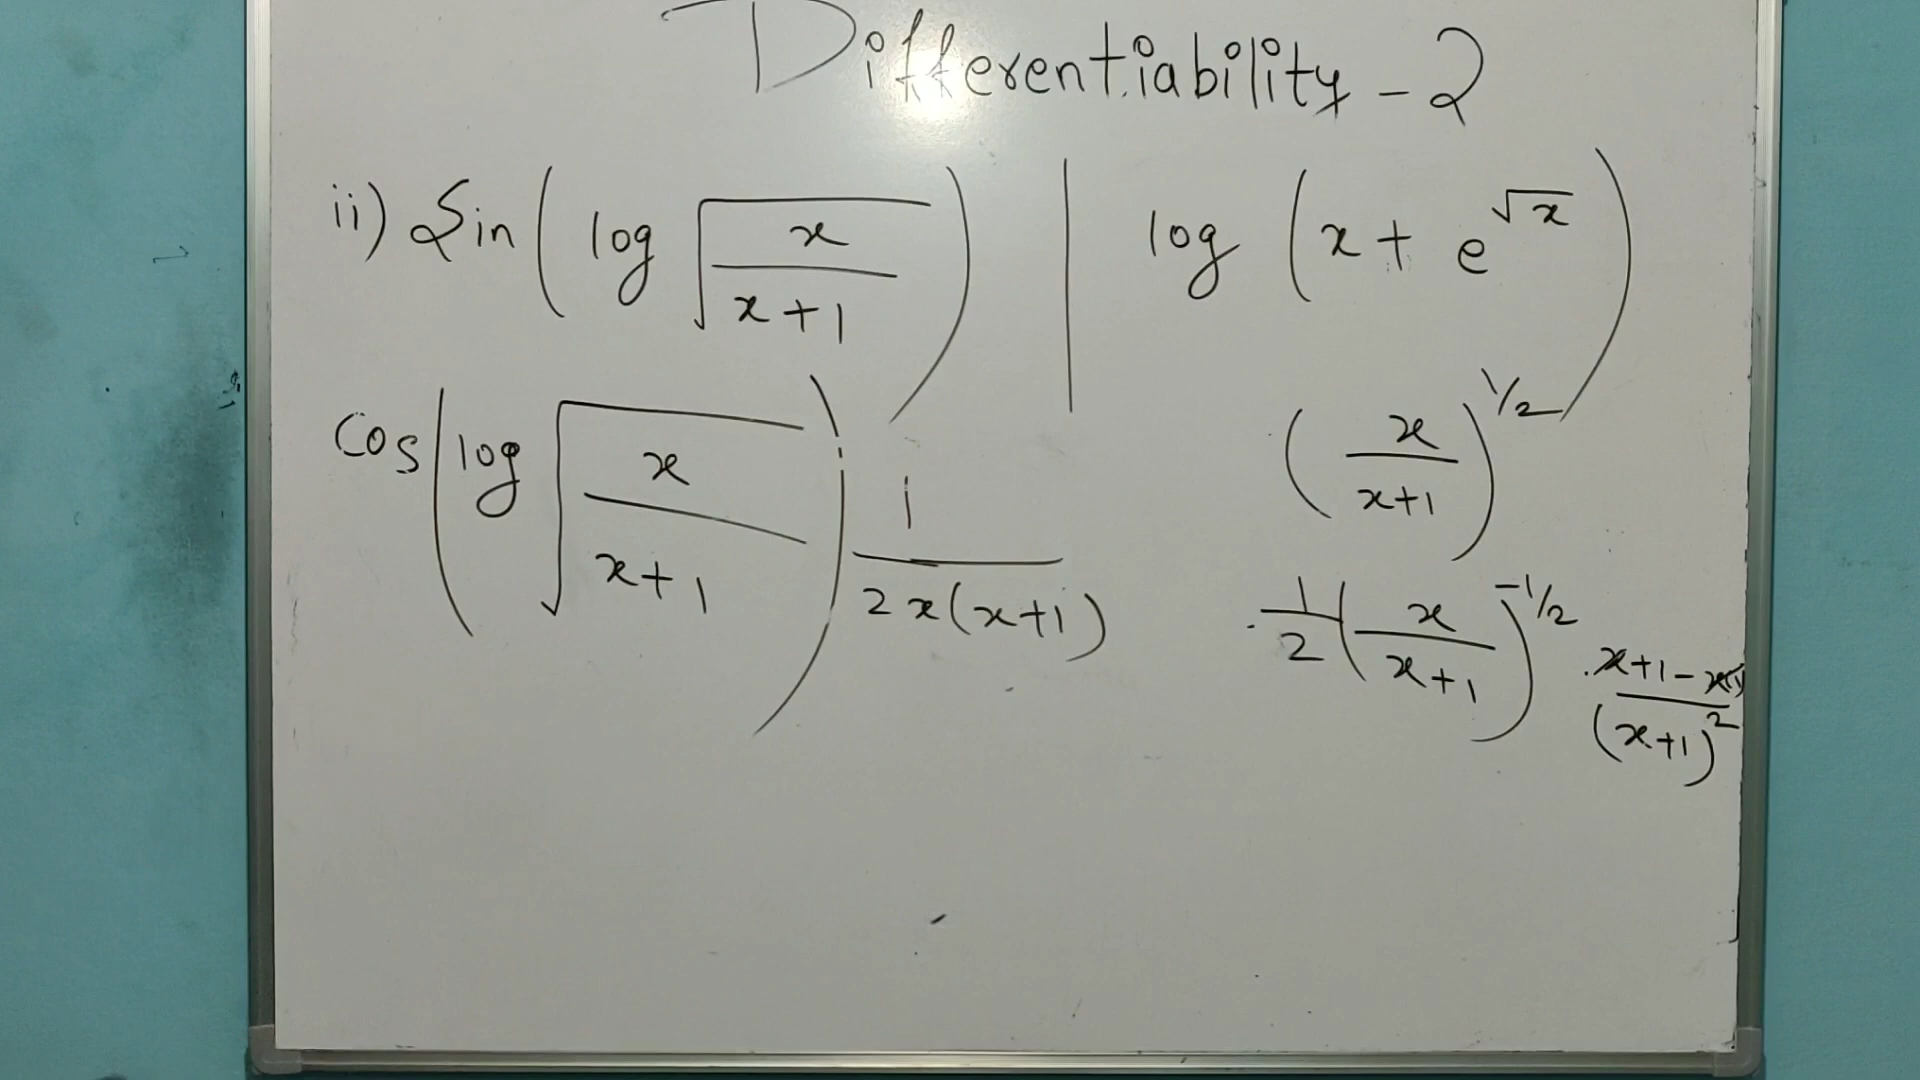 Differentiability - 2
ii) Sin ( log √(x/(x+1)) ) | log ( x + e^√x )
Cos ( log √(x/(x+1)) ) · 1/(2x(x+1))
(x/(x+1))^1/2
1/2 (x/(x+1))^-1/2 · (x+1-x(1))/(x+1)^2